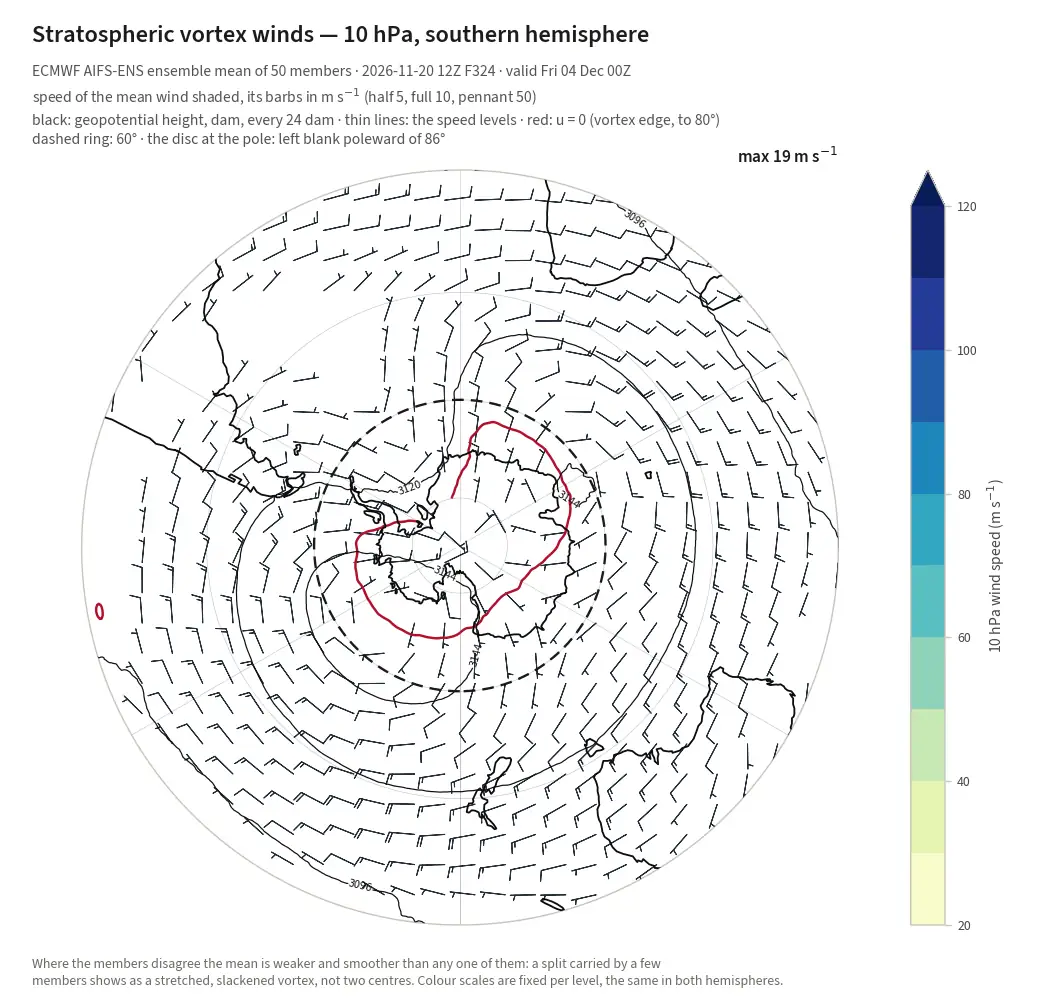 Stratospheric vortex winds — 10 hPa, southern hemisphere
ECMWF AIFS-ENS ensemble mean of 50 members · 2026-11-20 12Z F324 · valid Fri 04 Dec 00Z
speed of the mean wind shaded, its barbs in m s⁻¹ (half 5, full 10, pennant 50)
black: geopotential height, dam, every 24 dam · thin lines: the speed levels · red: u = 0 (vortex edge, to 80°)
dashed ring: 60° · the disc at the pole: left blank poleward of 86°
max 19 m s⁻¹
3096
3120
3144
3144
3144
3096
120
100
80
60
40
20
10 hPa wind speed (m s⁻¹)
Where the members disagree the mean is weaker and smoother than any one of them: a split carried by a few
members shows as a stretched, slackened vortex, not two centres. Colour scales are fixed per level, the same in both hemispheres.